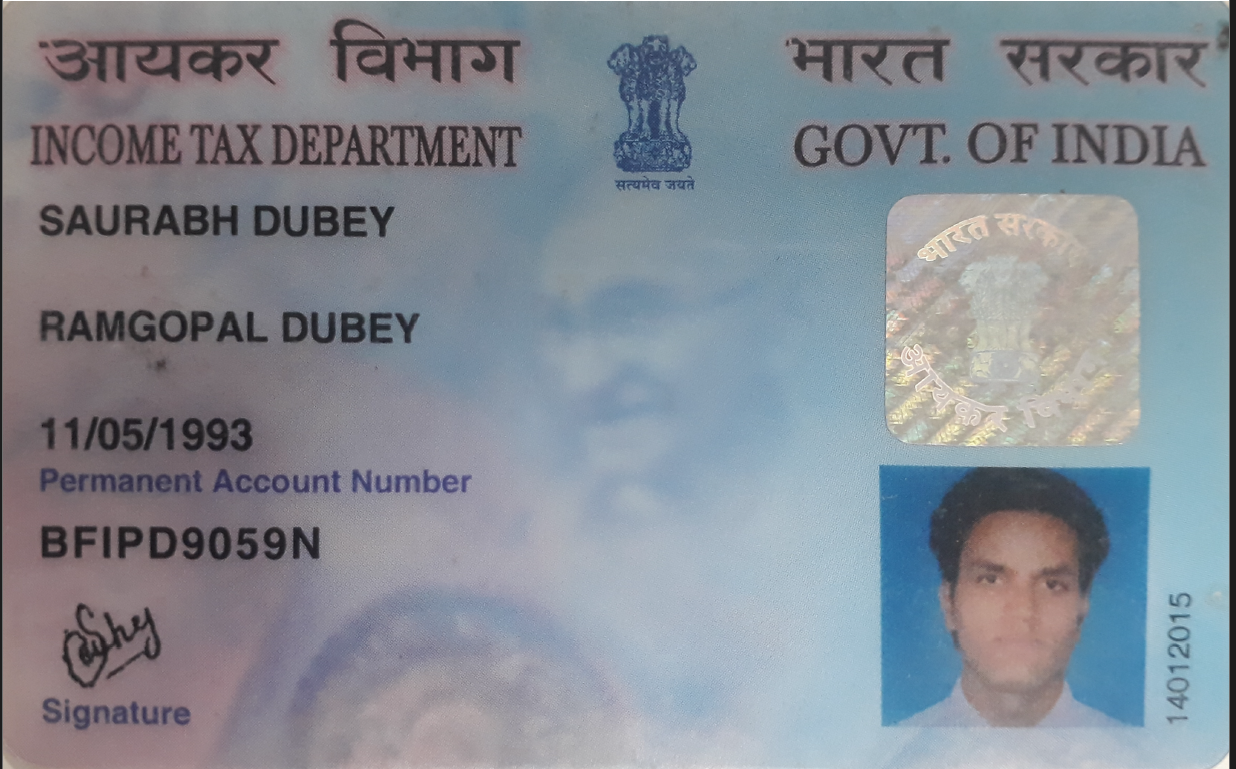 आयकर विभाग
भारत सरकार
INCOME TAX DEPARTMENT
GOVT. OF INDIA
सत्यमेव जयते
SAURABH DUBEY
RAMGOPAL DUBEY
11/05/1993
Permanent Account Number
BFIPD9059N
Signature
भारत सरकार
आयकर
14012015